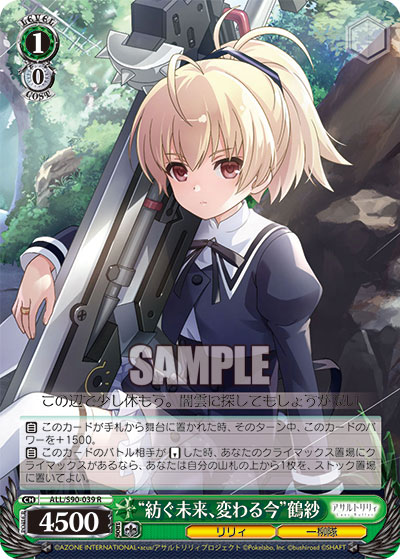 LEVEL
1
0
COST
SAMPLE
この辺で少し休もう。闇雲に探してもしょうがない
このカードが手札から舞台に置かれた時、そのターン中、このカードのパ
ワーを+1500。
このカードのバトル相手が した時、あなたのクライマックス置場にク
ライマックスがあるなら、あなたは自分の山札の上から1枚を、ストック置
場に置いてよい。
CH ALL/S90-039 R
“紡ぐ未来、変わる今”鶴紗
アサルトリリィ
4500
リリィ
一柳隊
©AZONE INTERNATIONAL・acus/アサルトリリィプロジェクト ©Pokelabo, Inc. ©bushiroad ©SHAFT